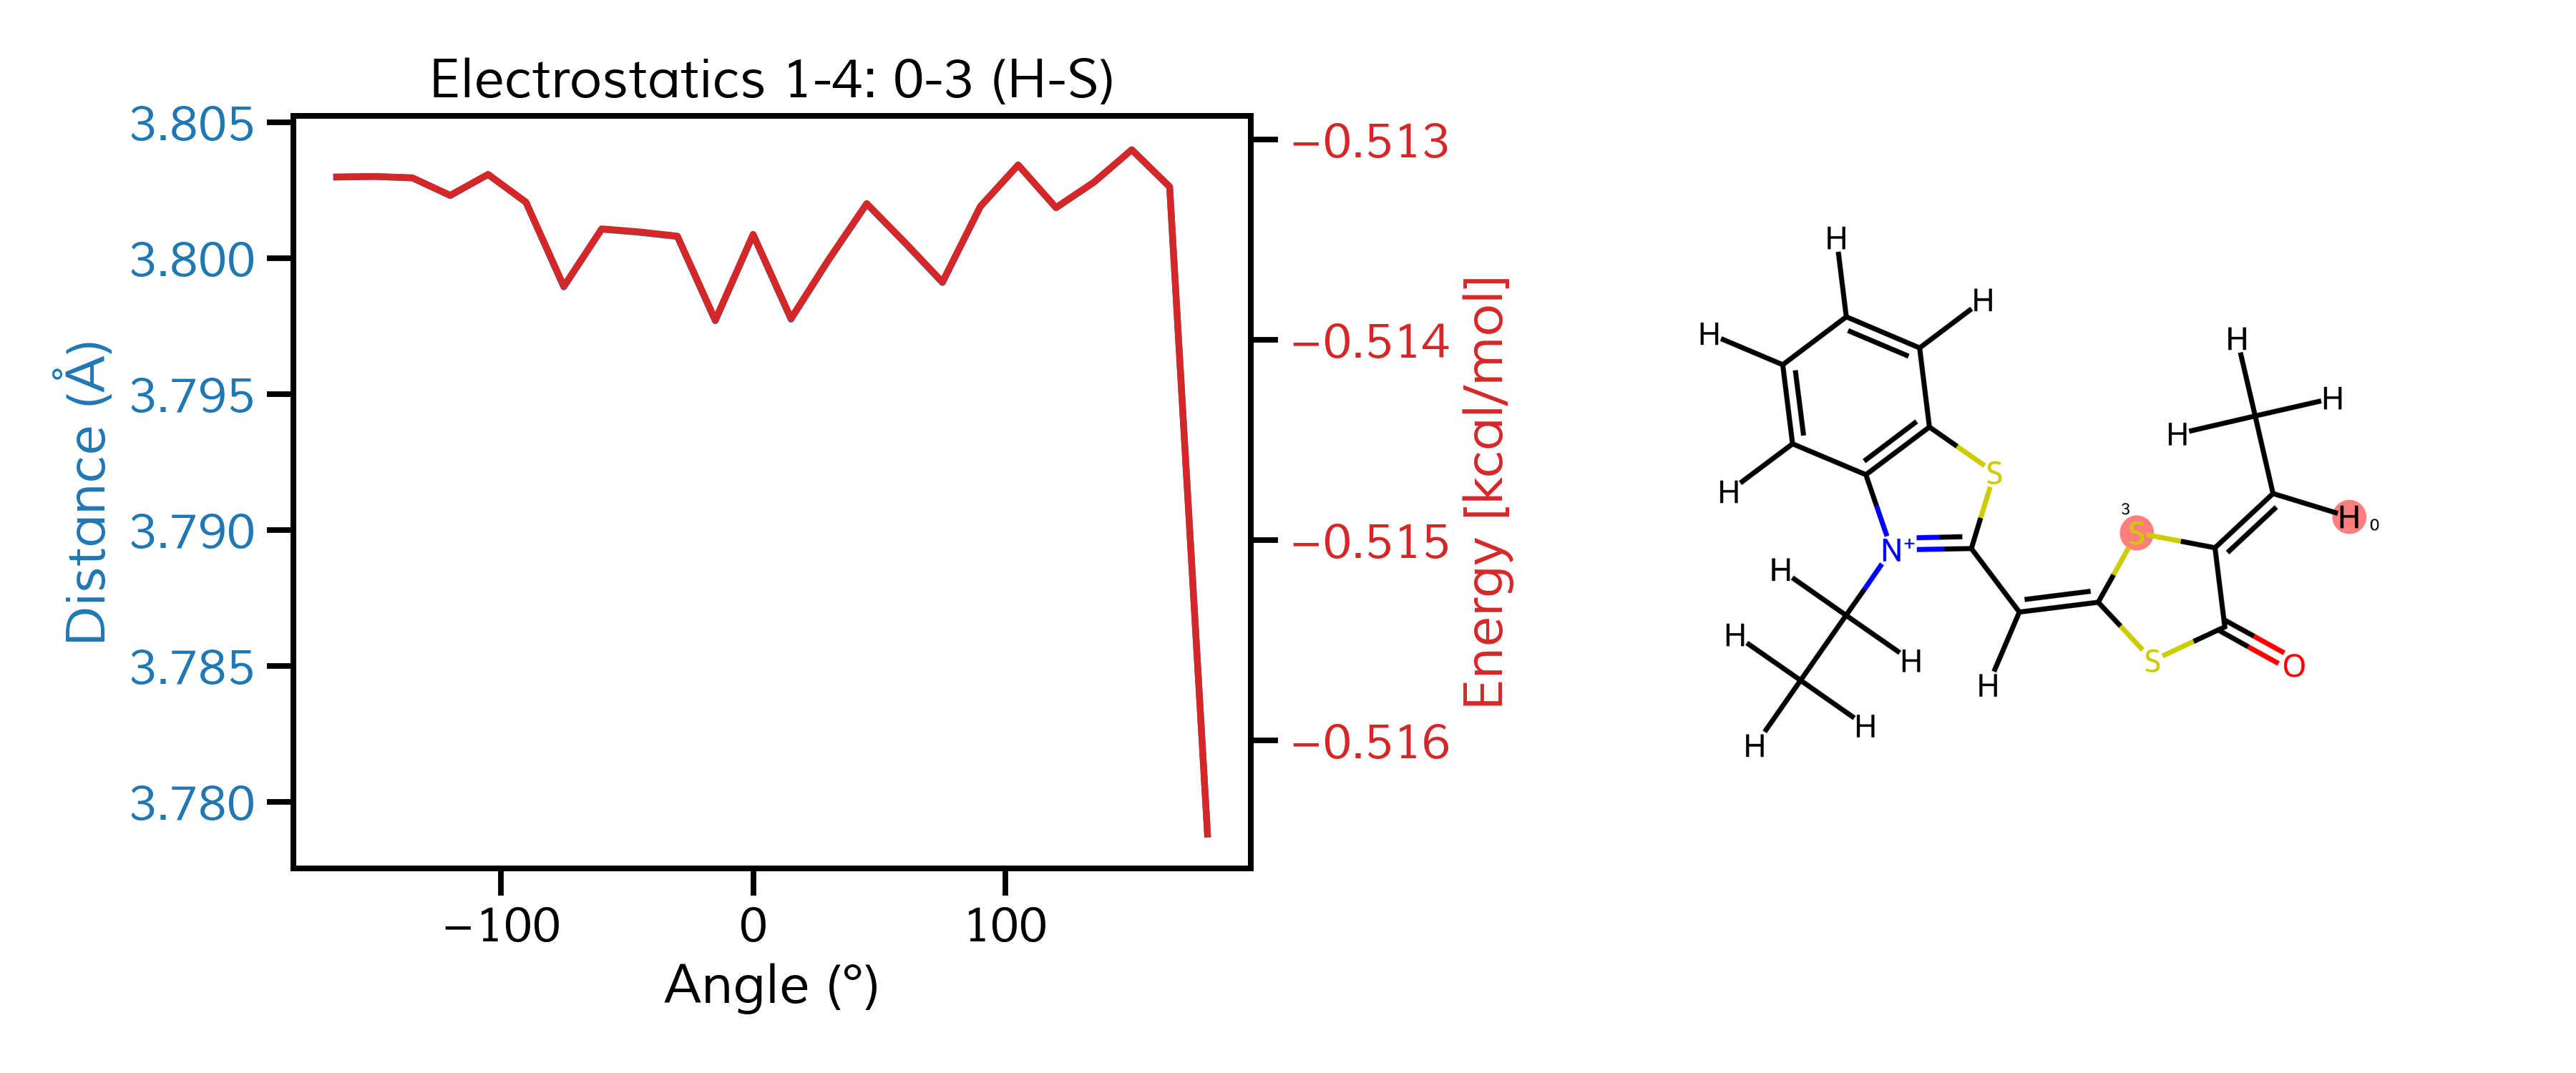 Electrostatics 1-4: 0-3 (H-S)
3.805
3.800
3.795
3.790
3.785
3.780
Distance (Å)
−0.513
−0.514
−0.515
−0.516
Energy [kcal/mol]
−100 0 100
Angle (°)
H
H
H
H
H
H
H
S
H
3
S
H 0
N+
H
H
H
S
O
H
H
H